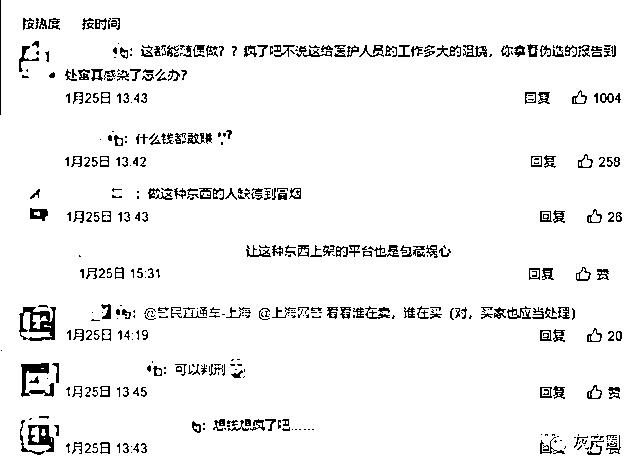 按热度 按时间
：这都能随便做？？疯了吧不说这给医护人员的工作多大的阻挠，你拿着伪造的报告到
处窜真感染了怎么办？
1月25日 13:43 回复 1004
：什么钱都敢赚 ？
1月25日 13:42 回复 258
：做这种东西的人缺德到冒烟
1月25日 13:43 回复 26
让这种东西上架的平台也是包藏祸心
1月25日 15:31 回复 赞
：@警民直通车-上海 @上海网警 看看谁在卖，谁在买（对，买家也应当处理）
1月25日 14:19 回复 20
：可以判刑
1月25日 13:45 回复 赞
：想钱想疯了吧……
1月25日 13:43 回复
灰产圈